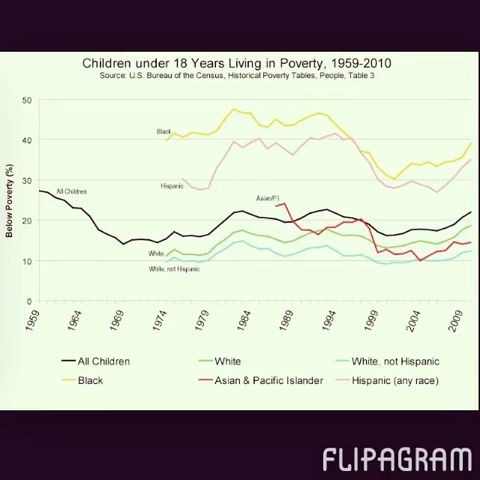 Children under 18 Years Living in Poverty, 1959-2010
Source: U.S. Bureau of the Census, Historical Poverty Tables, People, Table 3
Below Poverty (%)
50
40
30
20
10
0
Black
Hispanic
All Children
Asian/P.I.
White
White, not Hispanic
1959 1964 1969 1974 1979 1984 1989 1994 1999 2004 2009
All Children White White, not Hispanic
Black Asian & Pacific Islander Hispanic (any race)
FLIPAGRAM